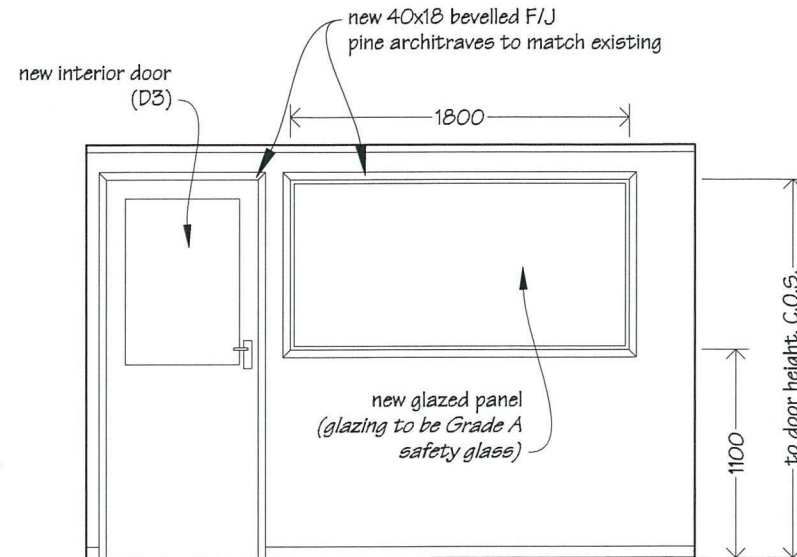 new 40x18 bevelled F/J
pine architraves to match existing
new interior door
(D3)
1800
new glazed panel
(glazing to be Grade A
safety glass)
1100
to door height, C.O.S.